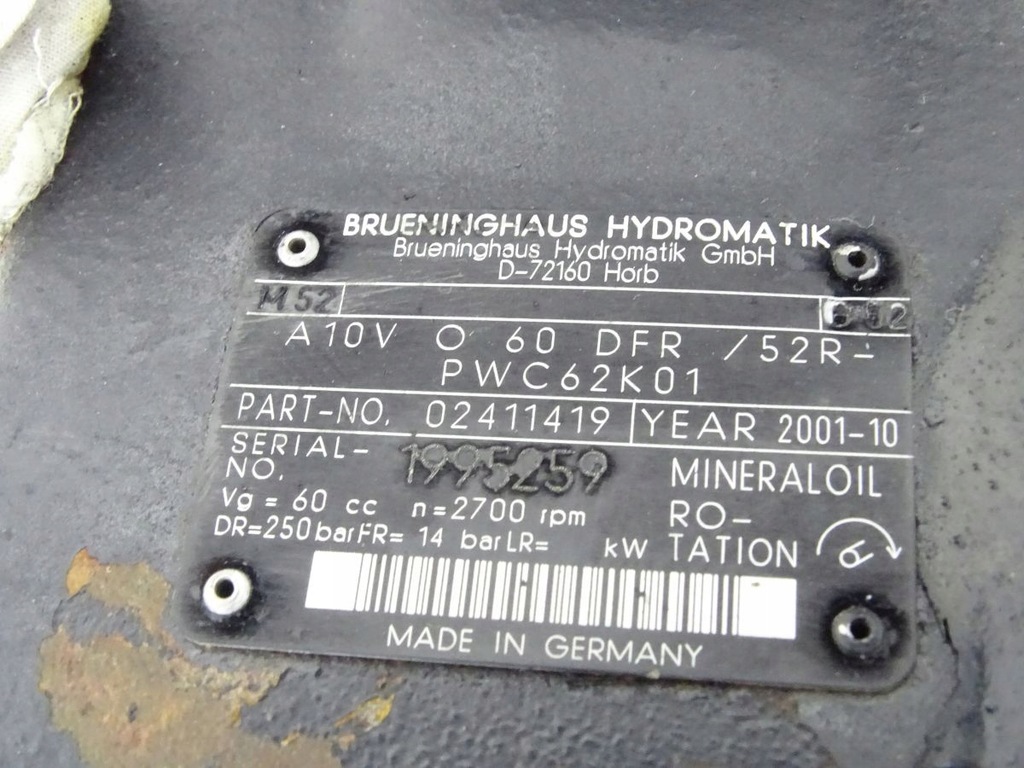 BRUENINGHAUS HYDROMATIK
Brueninghaus Hydromatik GmbH
D-72160 Horb
M52
A10V O 60 DFR /52R-
PWC62K01
PART-NO. 02411419 YEAR 2001-10
SERIAL-
NO. 1995259 MINERALOIL
Vg = 60 cc n=2700 rpm RO-
DR=250bar FR= 14 bar LR= kW TATION
MADE IN GERMANY